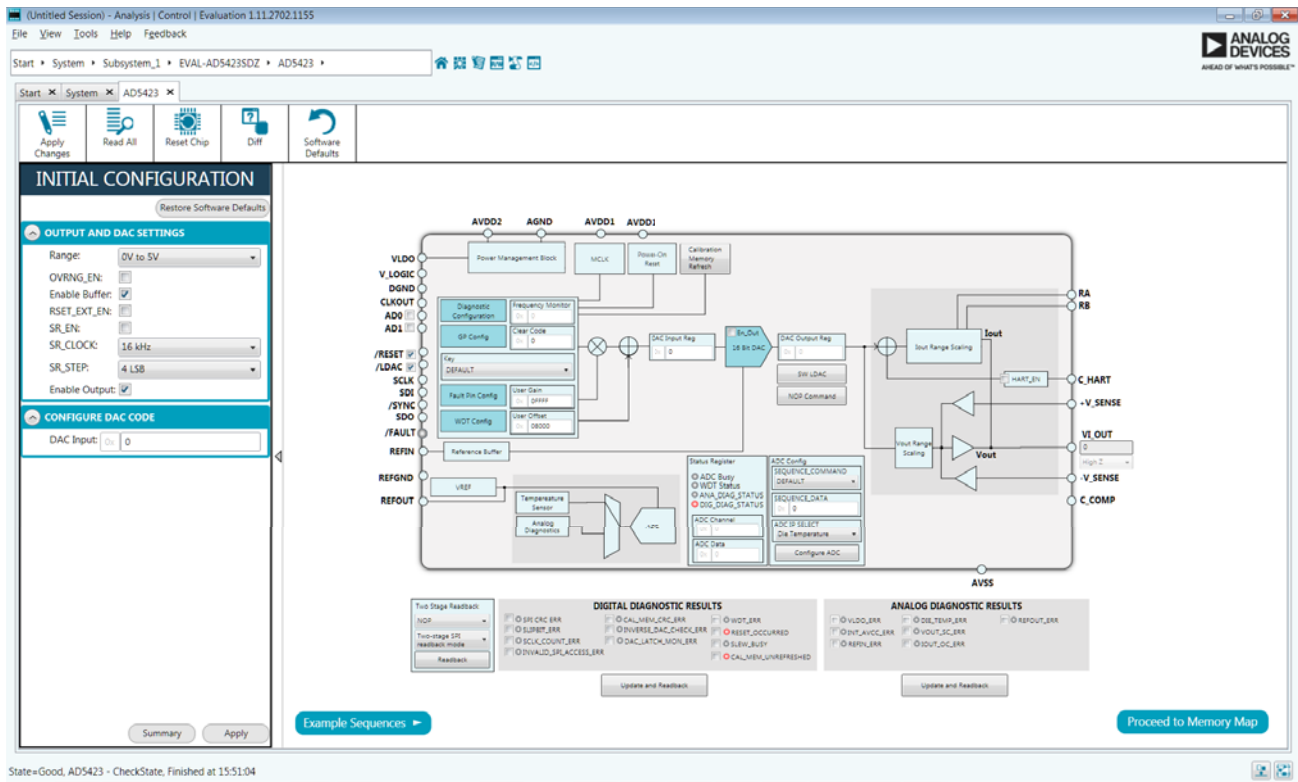 (Untitled Session) - Analysis | Control | Evaluation 1.11.2702.1155
File View Tools Help Feedback
ANALOG
DEVICES
AHEAD OF WHAT'S POSSIBLE™
Start System Subsystem_1 EVAL-AD5423SDZ AD5423
Start System AD5423
Apply
Changes
Read All
Reset Chip
Diff
Software
Defaults
INITIAL CONFIGURATION
Restore Software Defaults
OUTPUT AND DAC SETTINGS
Range: 0V to 5V
OVRNG_EN:
Enable Buffer:
RSET_EXT_EN:
SR_EN:
SR_CLOCK: 16 kHz
SR_STEP: 4 LSB
Enable Output:
CONFIGURE DAC CODE
DAC Input: 0x 0
Summary
Apply
AVDD2 AGND AVDD1 AVDD1
VLDO
V_LOGIC
DGND
CLKOUT
AD0
AD1
/RESET
/LDAC
SCLK
SDI
/SYNC
SDO
/FAULT
REFIN
REFGND
REFOUT
Power Management Block
MCLK
Power-On
Reset
Calibration
Memory
Refresh
Diagnostic
Configuration
Frequency Monitor
0x 0
GP Config
Clear Code
0x 0
Key
DEFAULT
Fault Pin Config
User Gain
0x 0FFFF
WDT Config
User Offset
0x 08000
Reference Buffer
VREF
Tempereature
Sensor
Analog
Diagnostics
ADC
DAC Input Reg
0x 0
En_Out
16 Bit DAC
DAC Output Reg
0x 0
SW LDAC
NOP Command
Status Register
ADC Busy
WDT Status
ANA_DIAG_STATUS
DIG_DIAG_STATUS
ADC Channel
ADC Data
0x 0
ADC Config
SEQUENCE_COMMAND
DEFAULT
SEQUENCE_DATA
0x 0
ADC IP SELECT
Die Temperature
Configure ADC
Iout Range Scaling
Iout
HART_EN
Vout Range
Scaling
Vout
RA
RB
C_HART
+V_SENSE
VI_OUT
0
High Z
-V_SENSE
C_COMP
AVSS
Two Stage Readback
NOP
Two-stage SPI
readback mode
Readback
DIGITAL DIAGNOSTIC RESULTS
SPI CRC ERR
SLIPBIT_ERR
SCLK_COUNT_ERR
INVALID_SPI_ACCESS_ERR
CAL_MEM_CRC_ERR
INVERSE_DAC_CHECK_ERR
DAC_LATCH_MON_ERR
WDT_ERR
RESET_OCCURRED
SLEW_BUSY
CAL_MEM_UNREFRESHED
Update and Readback
ANALOG DIAGNOSTIC RESULTS
VLDO_ERR
INT_AVCC_ERR
REFIN_ERR
DIE_TEMP_ERR
VOUT_SC_ERR
IOUT_OC_ERR
REFOUT_ERR
Update and Readback
Example Sequences
Proceed to Memory Map
State=Good, AD5423 - CheckState, Finished at 15:51:04